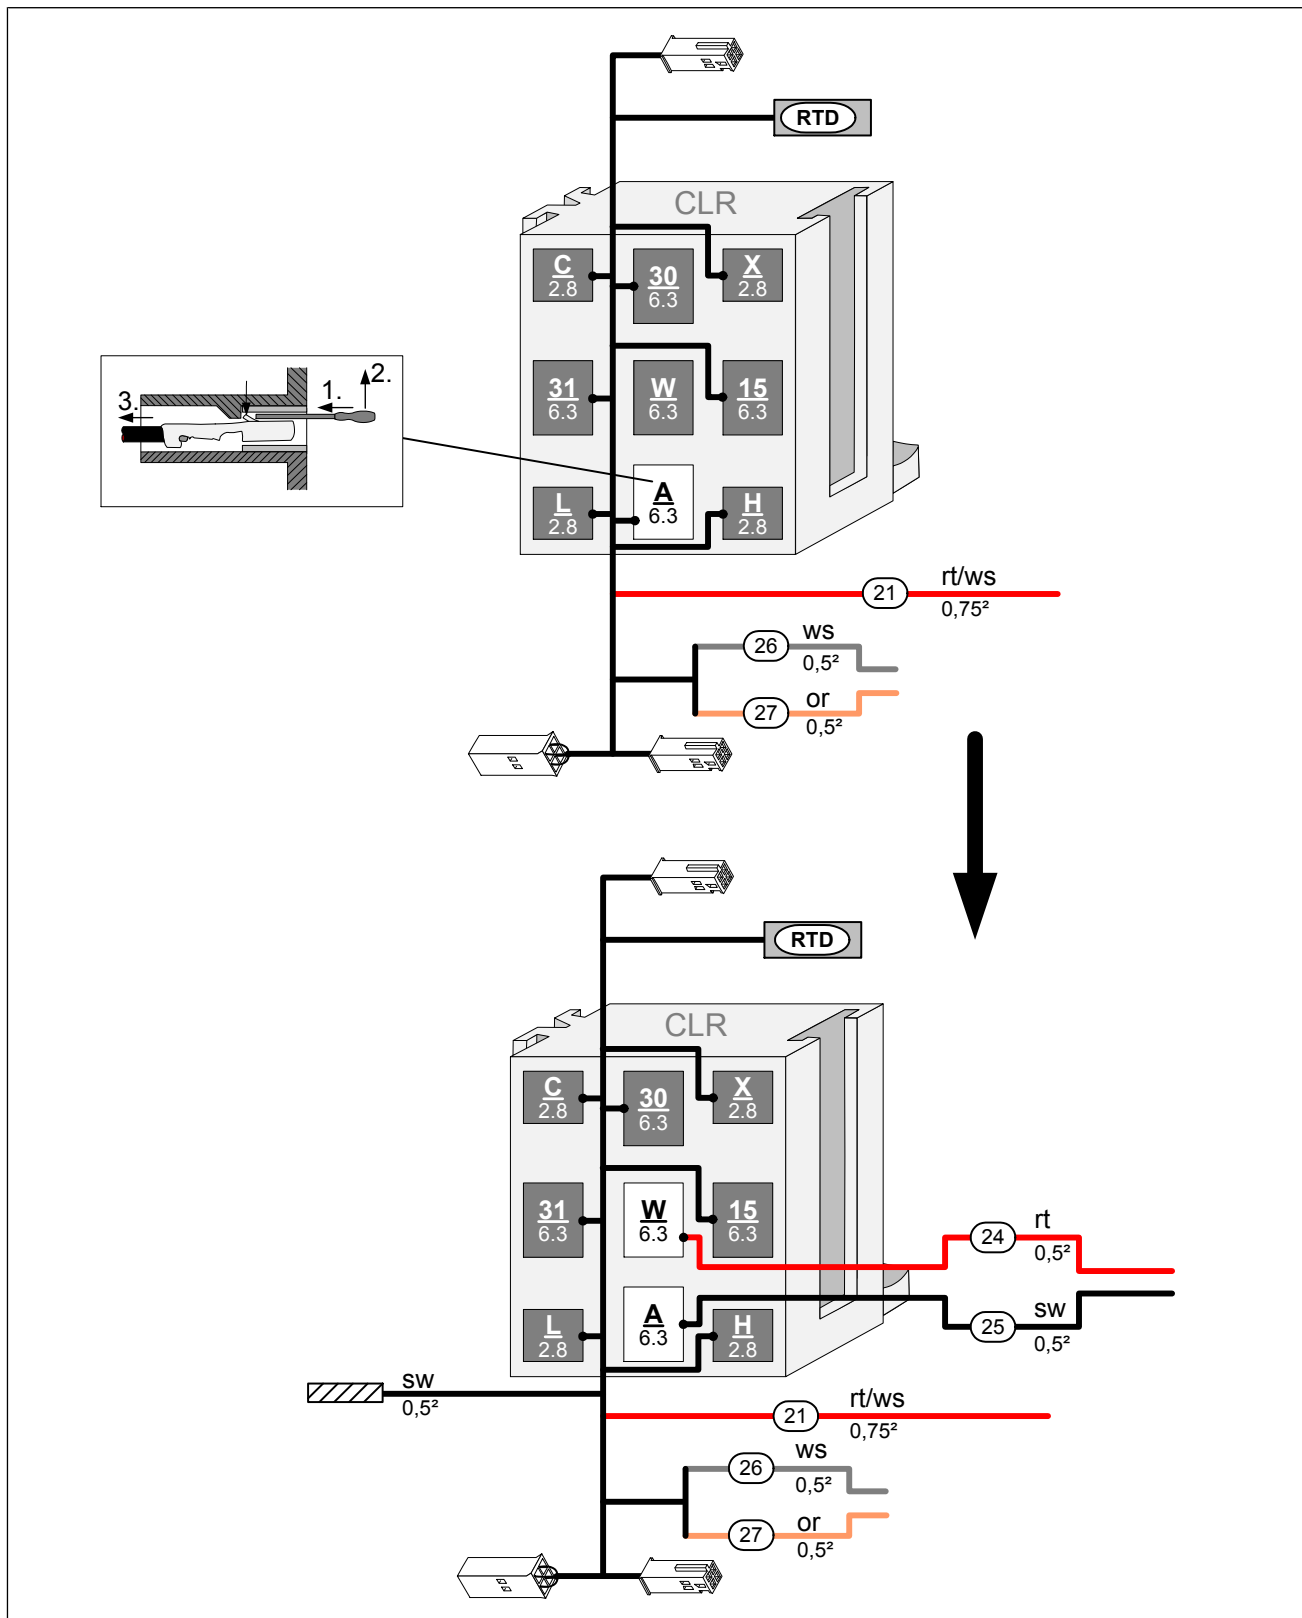 RTD
CLR
C
2.8
30
6.3
X
2.8
31
6.3
W
6.3
15
6.3
1.
2.
3.
L
2.8
A
6.3
H
2.8
21
rt/ws
0,75²
26
ws
0,5²
27
or
0,5²
RTD
CLR
C
2.8
30
6.3
X
2.8
31
6.3
W
6.3
15
6.3
24
rt
0,5²
L
2.8
A
6.3
H
2.8
25
sw
0,5²
sw
0,5²
21
rt/ws
0,75²
26
ws
0,5²
27
or
0,5²